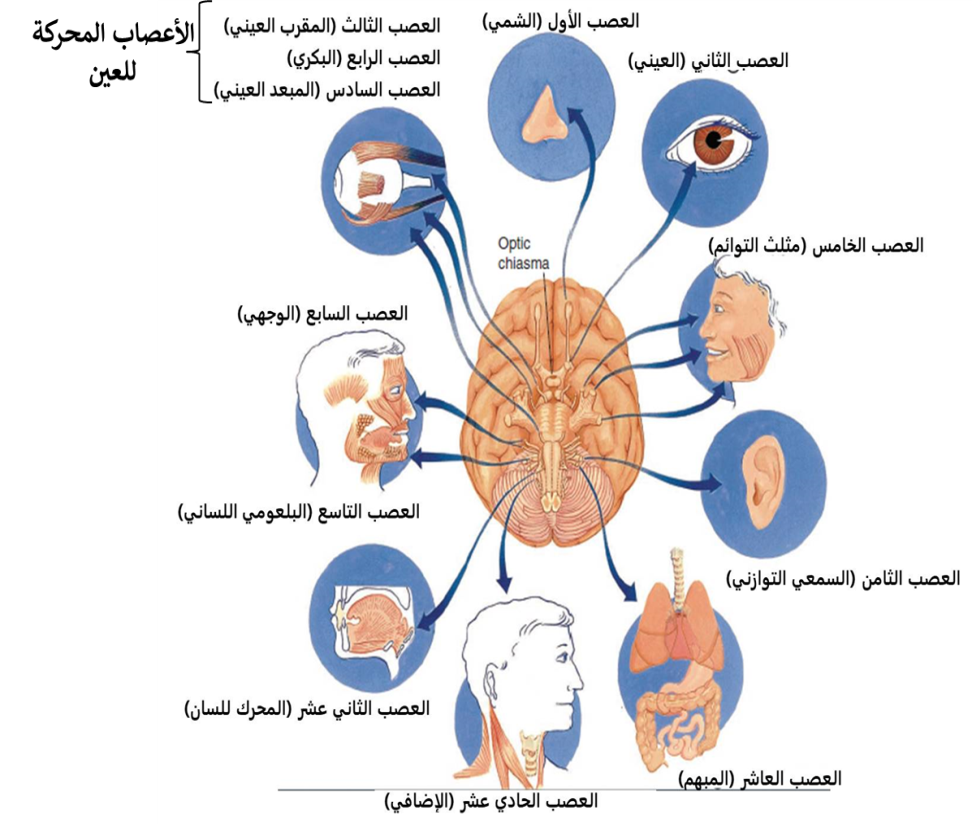 الأعصاب المحركة
للعين
العصب الثالث (المقرب العيني)
العصب الرابع (البكري)
العصب السادس (المبعد العيني)
العصب الأول (الشمي)
العصب الثاني (العيني)
Optic
chiasma
العصب الخامس (مثلث التوائم)
العصب السابع (الوجهي)
العصب التاسع (البلعومي اللساني)
العصب الثامن (السمعي التوازني)
العصب الثاني عشر (المحرك للسان)
العصب العاشر (المبهم)
العصب الحادي عشر (الإضافي)